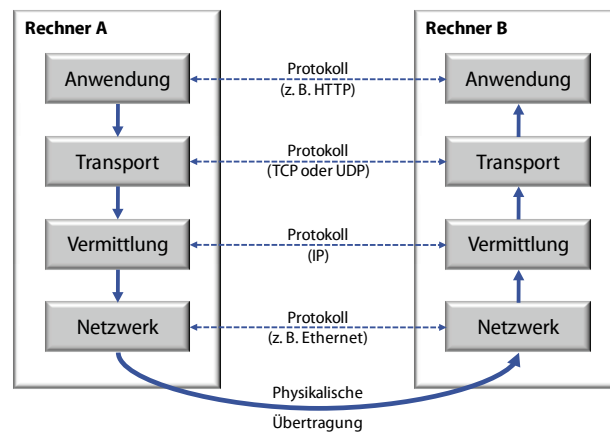 Rechner A
Rechner B
Anwendung
Protokoll
(z. B. HTTP)
Anwendung
Transport
Protokoll
(TCP oder UDP)
Transport
Vermittlung
Protokoll
(IP)
Vermittlung
Netzwerk
Protokoll
(z. B. Ethernet)
Netzwerk
Physikalische
Übertragung